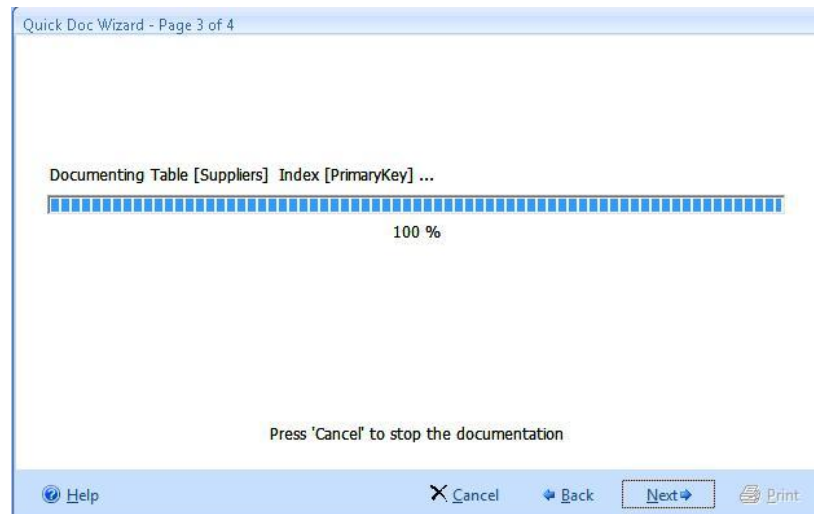 Quick Doc Wizard - Page 3 of 4
Documenting Table [Suppliers] Index [PrimaryKey] ...
100 %
Press 'Cancel' to stop the documentation
Help Cancel Back Next Print